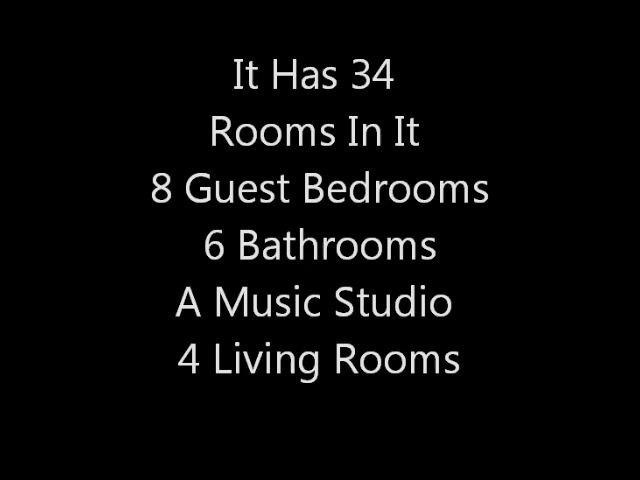 It Has 34
Rooms In It
8 Guest Bedrooms
6 Bathrooms
A Music Studio
4 Living Rooms